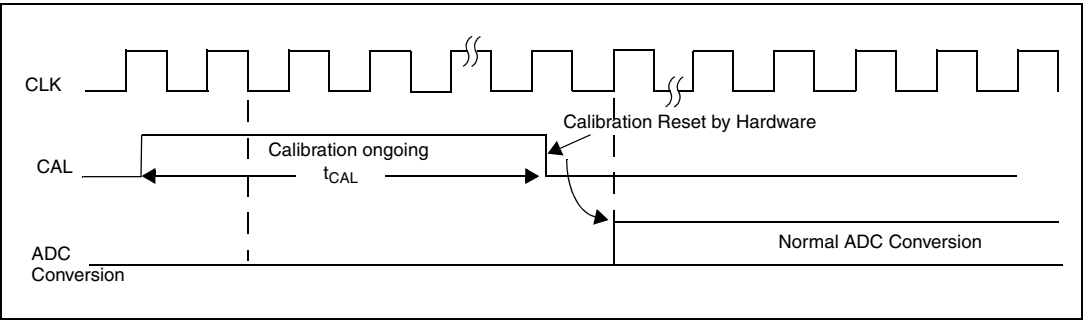 CLK
Calibration Reset by Hardware
CAL
Calibration ongoing
tCAL
Normal ADC Conversion
ADC
Conversion